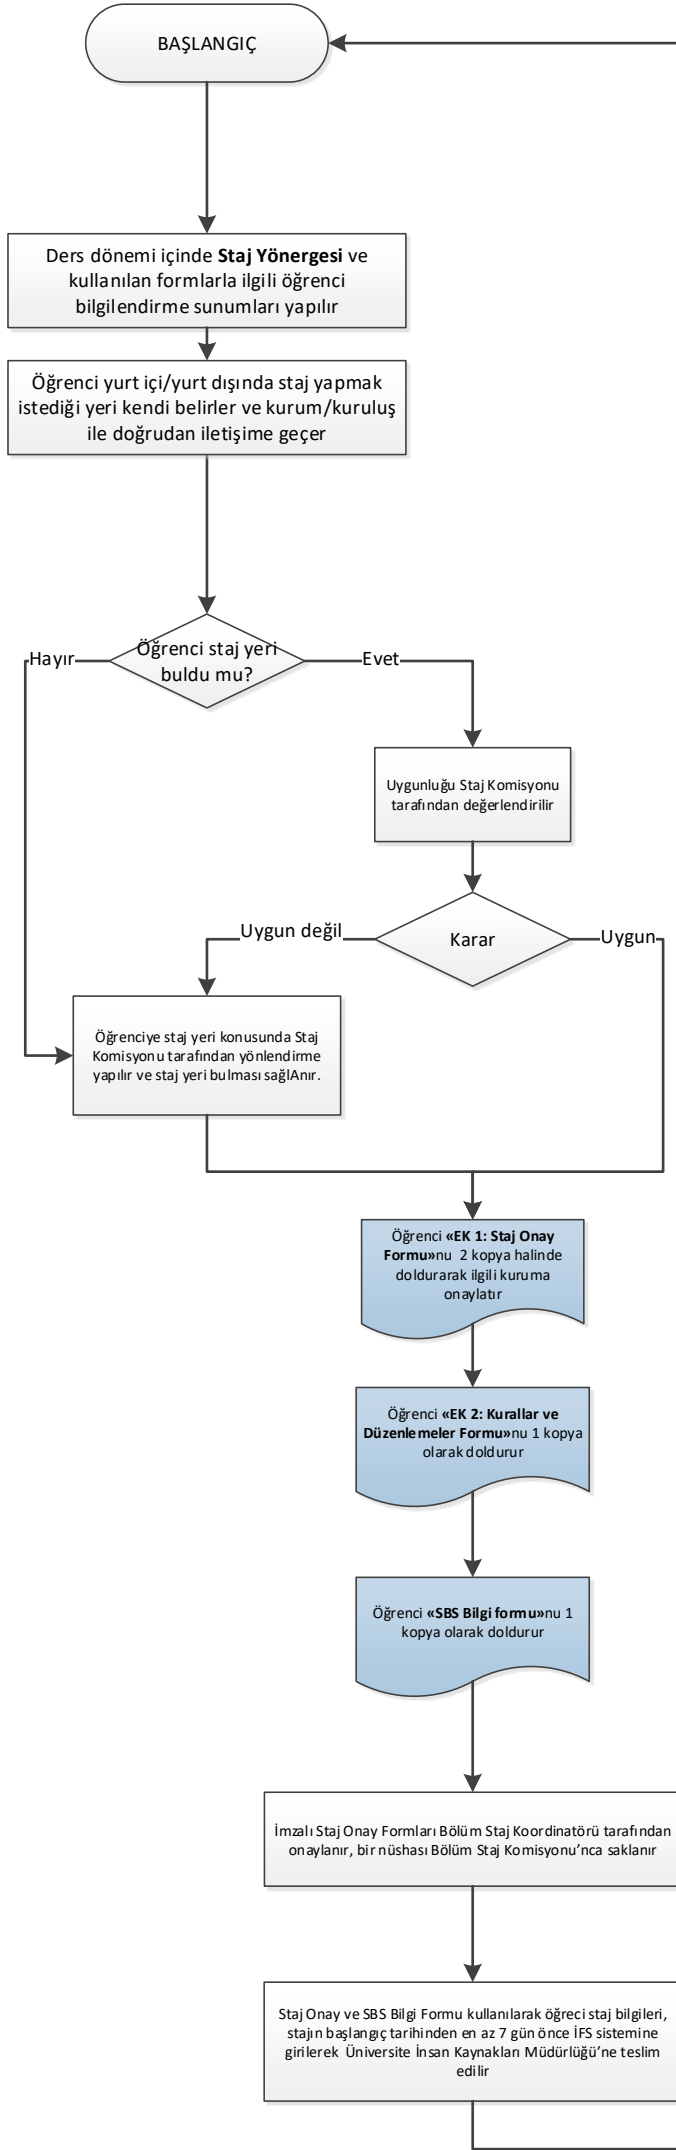 BAŞLANGIÇ
Ders dönemi içinde Staj Yönergesi ve
kullanılan formlarla ilgili öğrenci
bilgilendirme sunumları yapılır
Öğrenci yurt içi/yurt dışında staj yapmak
istediği yeri kendi belirler ve kurum/kuruluş
ile doğrudan iletişime geçer
Öğrenci staj yeri
buldu mu?
Hayır
Evet
Uygunluğu Staj Komisyonu
tarafından değerlendirilir
Karar
Uygun değil
Uygun
Öğrenciye staj yeri konusunda Staj
Komisyonu tarafından yönlendirme
yapılır ve staj yeri bulması sağlAnır.
Öğrenci «EK 1: Staj Onay
Formu»nu 2 kopya halinde
doldurarak ilgili kuruma
onaylatır
Öğrenci «EK 2: Kurallar ve
Düzenlemeler Formu»nu 1 kopya
olarak doldurur
Öğrenci «SBS Bilgi formu»nu 1
kopya olarak doldurur
İmzalı Staj Onay Formları Bölüm Staj Koordinatörü tarafından
onaylanır, bir nüshası Bölüm Staj Komisyonu’nca saklanır
Staj Onay ve SBS Bilgi Formu kullanılarak öğreci staj bilgileri,
stajın başlangıç tarihinden en az 7 gün önce İFS sistemine
girilerek Üniversite İnsan Kaynakları Müdürlüğü’ne teslim
edilir